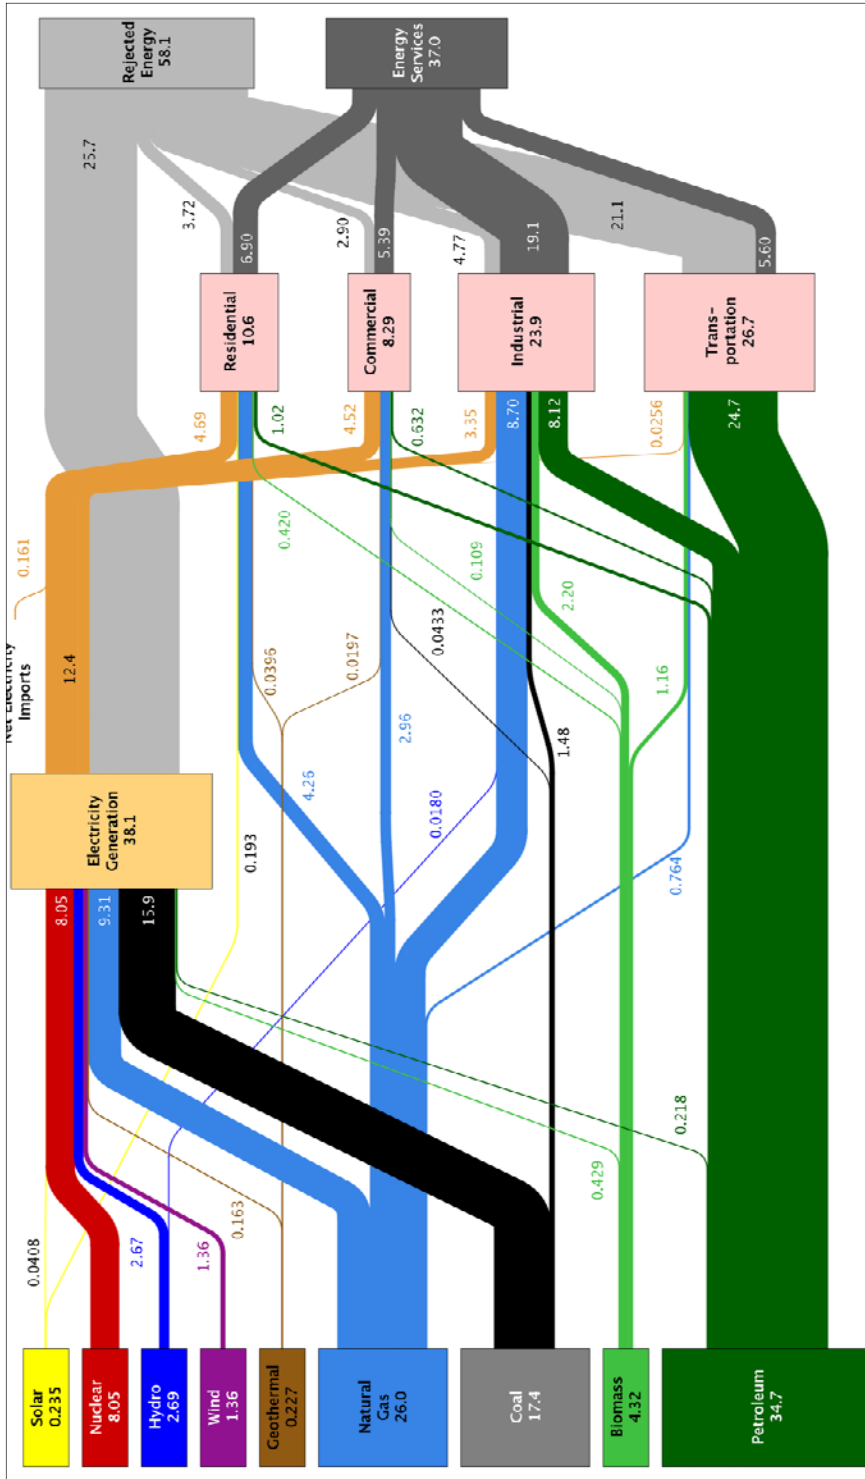 Solar
0.235
Nuclear
8.05
Hydro
2.69
Wind
1.36
Geothermal
0.227
Natural
Gas
26.0
Coal
17.4
Biomass
4.32
Petroleum
34.7
0.0408
2.67
1.36
0.163
0.429
0.218
8.05
9.31
15.9
0.193
0.0180
0.764
Electricity
Generation
38.1
Net Electricity
Imports
0.161
12.4
4.26
0.0396
0.0197
2.96
0.0433
1.48
1.16
2.20
0.109
0.420
4.69
1.02
4.52
0.632
3.35
8.70
8.12
0.0256
24.7
Residential
10.6
Commercial
8.29
Industrial
23.9
Trans-
portation
26.7
25.7
3.72
6.90
2.90
5.39
4.77
19.1
21.1
5.60
Rejected
Energy
58.1
Energy
Services
37.0